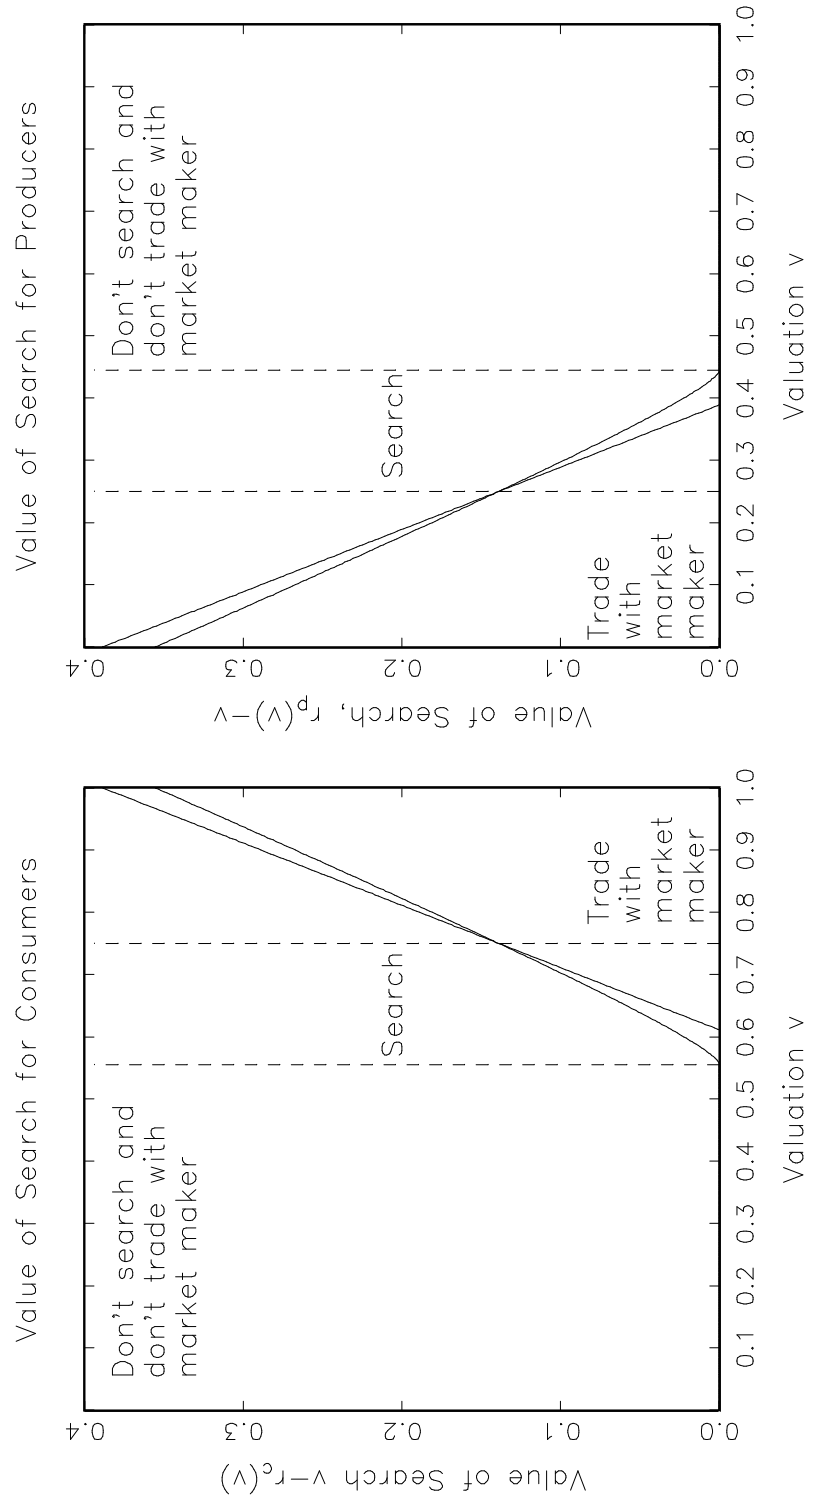 Value of Search for Consumers
Don't search and
don't trade with
market maker
Search
Trade
with
market
maker
0.4
0.3
0.2
0.1
0.0
Value of Search v−r_c(v)
0.1 0.2 0.3 0.4 0.5 0.6 0.7 0.8 0.9 1.0
Valuation v
Value of Search for Producers
Don't search and
don't trade with
market maker
Search
Trade
with
market
maker
0.4
0.3
0.2
0.1
0.0
Value of Search, r_p(v)−v
0.1 0.2 0.3 0.4 0.5 0.6 0.7 0.8 0.9 1.0
Valuation v